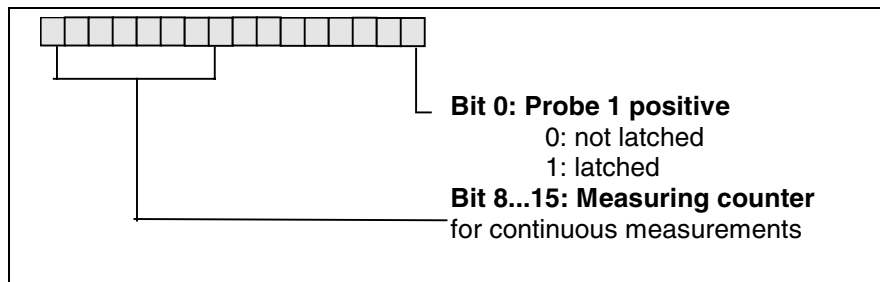 Bit 0: Probe 1 positive
0: not latched
1: latched
Bit 8...15: Measuring counter
for continuous measurements